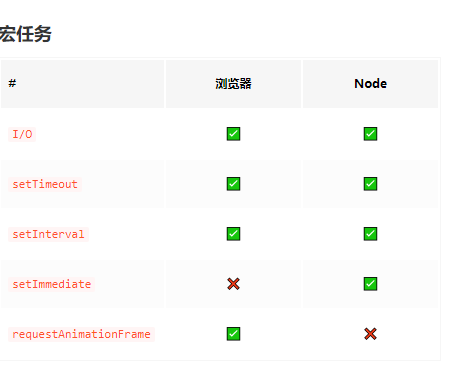 宏任务
# 浏览器 Node
I/O ✅ ✅
setTimeout ✅ ✅
setInterval ✅ ✅
setImmediate ❌ ✅
requestAnimationFrame ✅ ❌